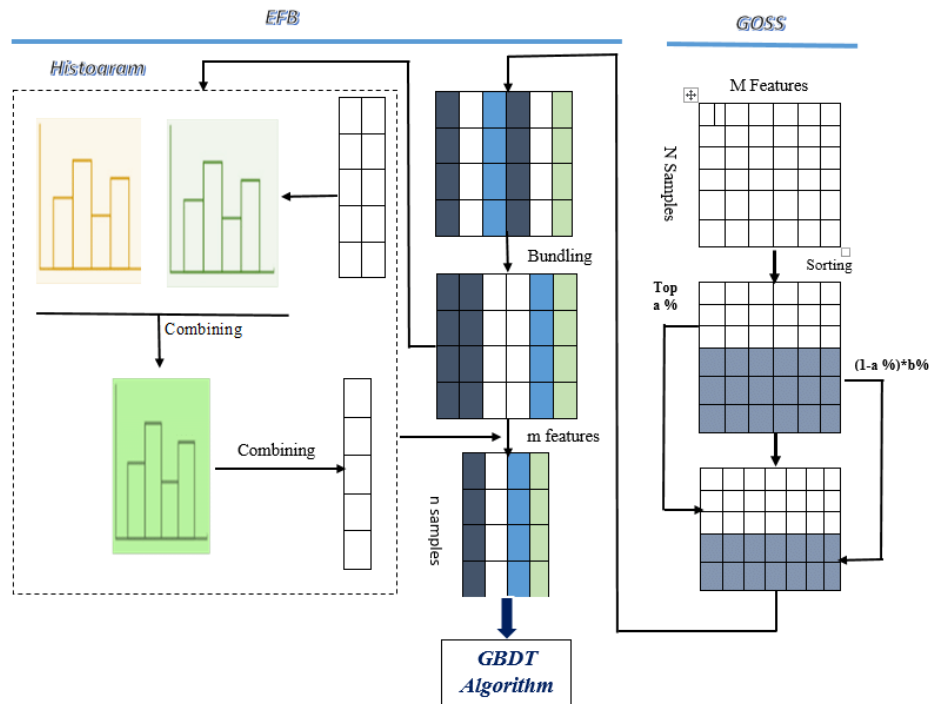 EFB
GOSS
Histoaram
M Features
N Samples
Sorting
Top
a %
(1-a %)*b%
Bundling
Combining
Combining
m features
n samples
GBDT
Algorithm